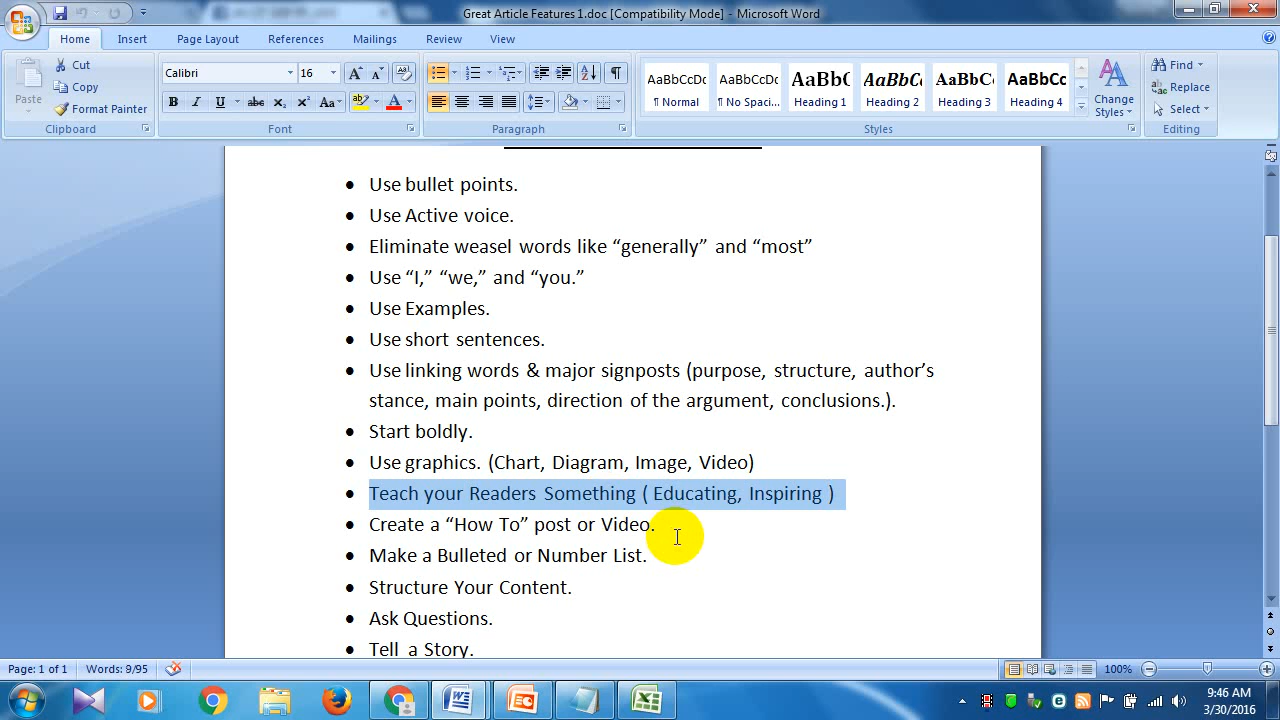 Great Article Features 1.doc [Compatibility Mode] - Microsoft Word
Home Insert Page Layout References Mailings Review View
Paste
Cut
Copy
Format Painter
Clipboard
Calibri 16
B I U abc X₂ X² Aa A
Font
Paragraph
AaBbCcDc AaBbCcDc AaBbC AaBbC AaBbC AaBbCc
¶ Normal ¶ No Spaci... Heading 1 Heading 2 Heading 3 Heading 4
Change Styles
Styles
Find
Replace
Select
Editing
• Use bullet points.
• Use Active voice.
• Eliminate weasel words like “generally” and “most”
• Use “I,” “we,” and “you.”
• Use Examples.
• Use short sentences.
• Use linking words & major signposts (purpose, structure, author’s
stance, main points, direction of the argument, conclusions.).
• Start boldly.
• Use graphics. (Chart, Diagram, Image, Video)
• Teach your Readers Something ( Educating, Inspiring )
• Create a “How To” post or Video.
• Make a Bulleted or Number List.
• Structure Your Content.
• Ask Questions.
• Tell a Story.
Page: 1 of 1 Words: 9/95 100%
9:46 AM
3/30/2016